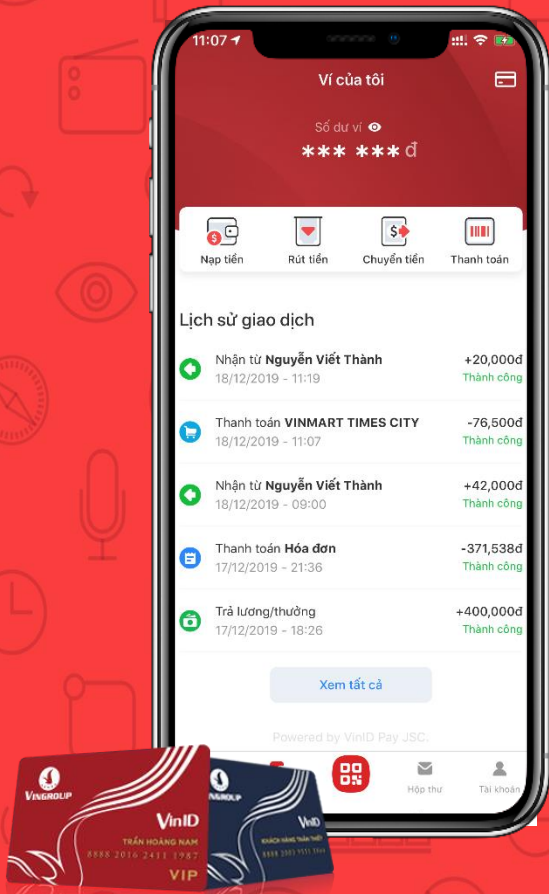 11:07
Ví của tôi
Số dư ví
*** *** đ
Nạp tiền
Rút tiền
Chuyển tiền
Thanh toán
Lịch sử giao dịch
Nhận từ Nguyễn Viết Thành
+20,000đ
18/12/2019 - 11:19
Thành công
Thanh toán VINMART TIMES CITY
-76,500đ
18/12/2019 - 11:07
Thành công
Nhận từ Nguyễn Viết Thành
+42,000đ
18/12/2019 - 09:00
Thành công
Thanh toán Hóa đơn
-371,538đ
17/12/2019 - 21:36
Thành công
Trả lương/thưởng
+400,000đ
17/12/2019 - 18:26
Thành công
Xem tất cả
Powered by VinID Pay JSC.
Hộp thư
Tài khoản
VINGROUP
VinID
TRẦN HOÀNG NAM
8888 2016 2411 1987
VIP
VinID
KHÁCH HÀNG THÂN THIẾT